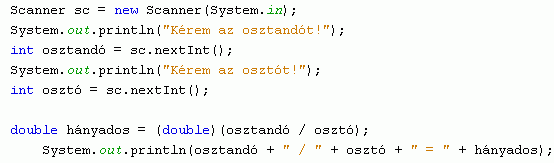 Scanner sc = new Scanner(System.in);
System.out.println("Kérem az osztandót!");
int osztandó = sc.nextInt();
System.out.println("Kérem az osztót!");
int osztó = sc.nextInt();
double hányados = (double)(osztandó / osztó);
System.out.println(osztandó + " / " + osztó + " = " + hányados);